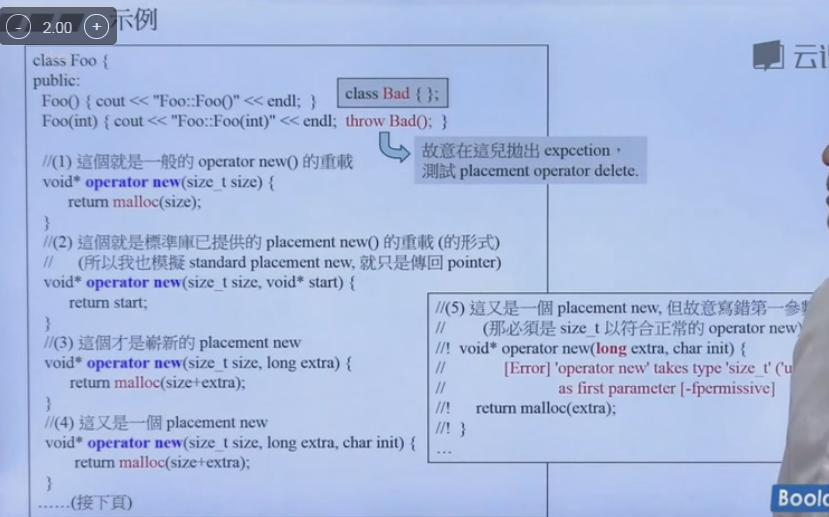 - 2.00 +
示例
class Foo {
public:
Foo() { cout << "Foo::Foo()" << endl; }
Foo(int) { cout << "Foo::Foo(int)" << endl; throw Bad(); }
class Bad { };
故意在這兒拋出 expcetion，
測試 placement operator delete.
//(1) 這個就是一般的 operator new() 的重載
void* operator new(size_t size) {
return malloc(size);
}
//(2) 這個就是標準庫已提供的 placement new() 的重載 (的形式)
// (所以我也模擬 standard placement new, 就只是傳回 pointer)
void* operator new(size_t size, void* start) {
return start;
}
//(3) 這個才是嶄新的 placement new
void* operator new(size_t size, long extra) {
return malloc(size+extra);
}
//(4) 這又是一個 placement new
void* operator new(size_t size, long extra, char init) {
return malloc(size+extra);
}
......(接下頁)
//(5) 這又是一個 placement new, 但故意寫錯第一參
// (那必須是 size_t 以符合正常的 operator new)
//! void* operator new(long extra, char init) {
// [Error] 'operator new' takes type 'size_t' ('u
// as first parameter [-fpermissive]
//! return malloc(extra);
//! }
...
云
Boola